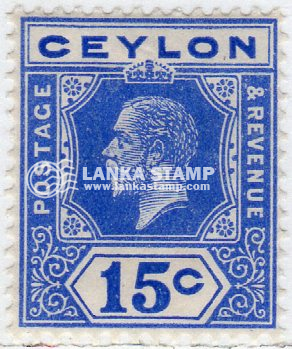 CEYLON
POSTAGE
& REVENUE
LANKA STAMP
www.lankastamp.com
15c